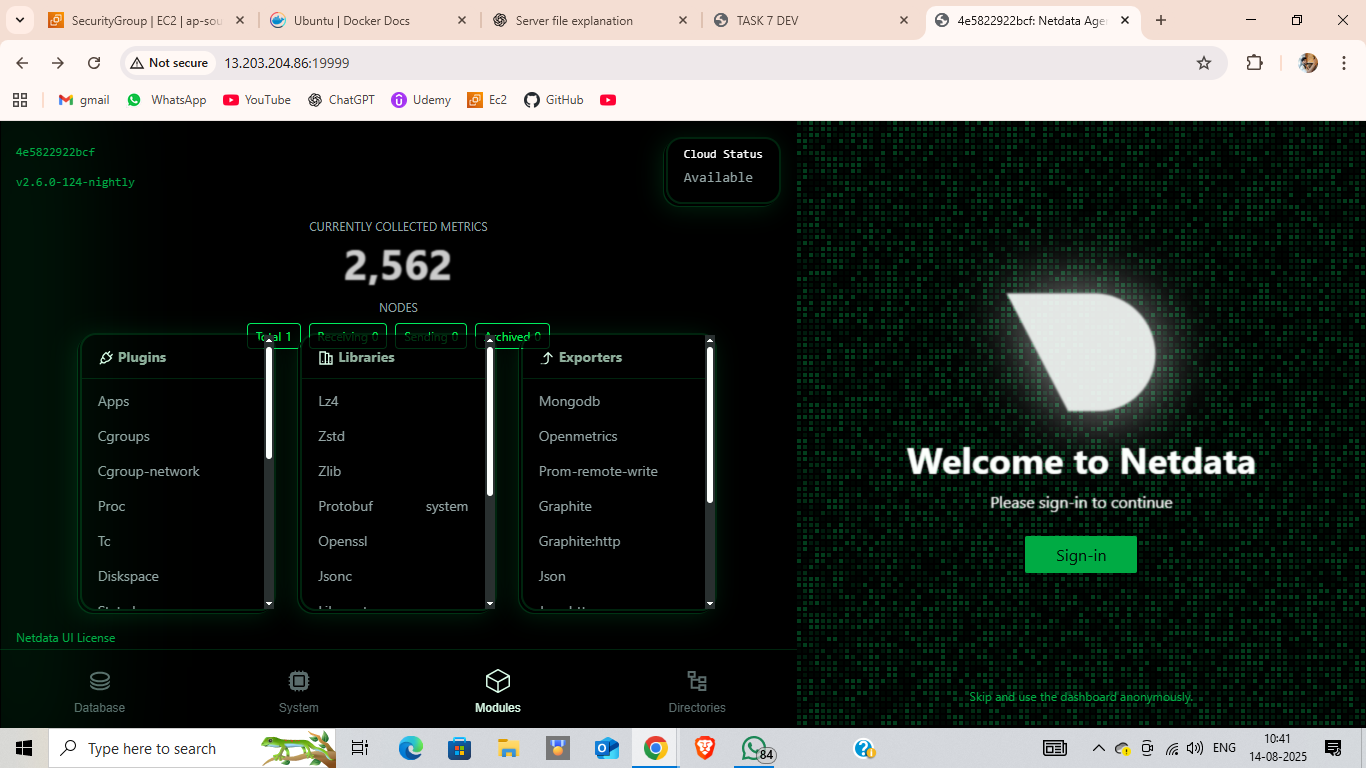 SecurityGroup | EC2 | ap-sou
Ubuntu | Docker Docs
Server file explanation
TASK 7 DEV
4e5822922bcf: Netdata Age
Not secure
13.203.204.86:19999
gmail
WhatsApp
YouTube
ChatGPT
Udemy
Ec2
GitHub
4e5822922bcf
v2.6.0-124-nightly
Cloud Status
Available
CURRENTLY COLLECTED METRICS
2,562
NODES
Total 1
Receiving 0
Sending 0
Archived 0
Plugins
Apps
Cgroups
Cgroup-network
Proc
Tc
Diskspace
Libraries
Lz4
Zstd
Zlib
Protobuf system
Openssl
Jsonc
Exporters
Mongodb
Openmetrics
Prom-remote-write
Graphite
Graphite:http
Json
Netdata UI License
Database
System
Modules
Directories
Welcome to Netdata
Please sign-in to continue
Sign-in
Skip and use the dashboard anonymously.
Type here to search
84
ENG
10:41
14-08-2025